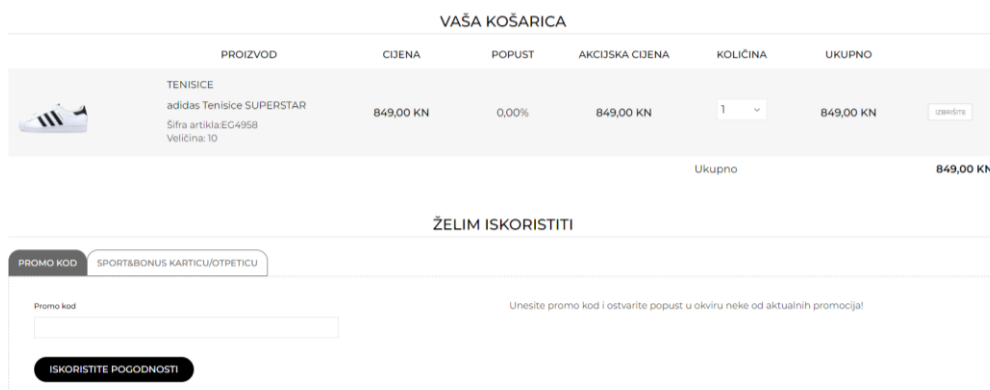 VAŠA KOŠARICA
PROIZVOD CIJENA POPUST AKCIJSKA CIJENA KOLIČINA UKUPNO
TENISICE
adidas Tenisice SUPERSTAR
Šifra artikla:EG4958
Veličina: 10
849,00 KN 0,00% 849,00 KN 1 849,00 KN IZBRIŠITE
Ukupno 849,00 KN
ŽELIM ISKORISTITI
PROMO KOD SPORT&BONUS KARTICU/OTPETICU
Promo kod
Unesite promo kod i ostvarite popust u okviru neke od aktualnih promocija!
ISKORISTITE POGODNOSTI